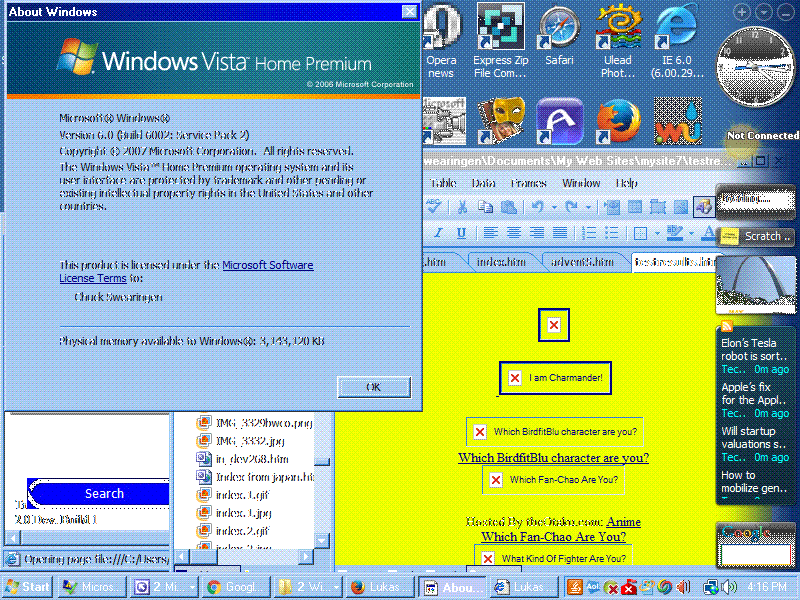 About Windows
Windows Vista™ Home Premium
© 2006 Microsoft Corporation
Microsoft® Windows®
Version 6.0 (Build 6002: Service Pack 2)
Copyright © 2007 Microsoft Corporation. All rights reserved.
The Windows Vista™ Home Premium operating system and its
user interface are protected by trademark and other pending or
existing intellectual property rights in the United States and other
countries.
This product is licensed under the Microsoft Software
License Terms to:
Chuck Swearingen
Physical memory available to Windows®: 3,143,120 KB
OK
Opera
news
Express Zip
File Com...
Safari
Ulead
Phot...
IE 6.0
(6.00.29...
Not Connected
wearingen\Documents\My Web Sites\mysite7\testre...
Table Data Frames Window Help
.htm index.htm advent5.htm testresults.htm
Scratch ..
I am Charmander!
Which BirdfitBlu character are you?
Which BirdfitBlu character are you?
Which Fan-Chao Are You?
Anime
Which Fan-Chao Are You?
What Kind Of Fighter Are You?
Elon's Tesla
robot is sort..
Tec.. 0m ago
Apple's fix
for the Appl..
Tec.. 0m ago
Will startup
valuations s..
Tec.. 0m ago
How to
mobilize gen..
Google
Search
IMG_3329bwco.png
IMG_3332.jpg
in_dev268.htm
Index from japan.ht
index.1.gif
index.1.jpg
index.2.gif
index.2.jpg
Opening page file:///C:/Users/
Start Micros... 2 Mi... Googl... 2 Wi... Lukas ... Abou... Lukas ... 4:16 PM